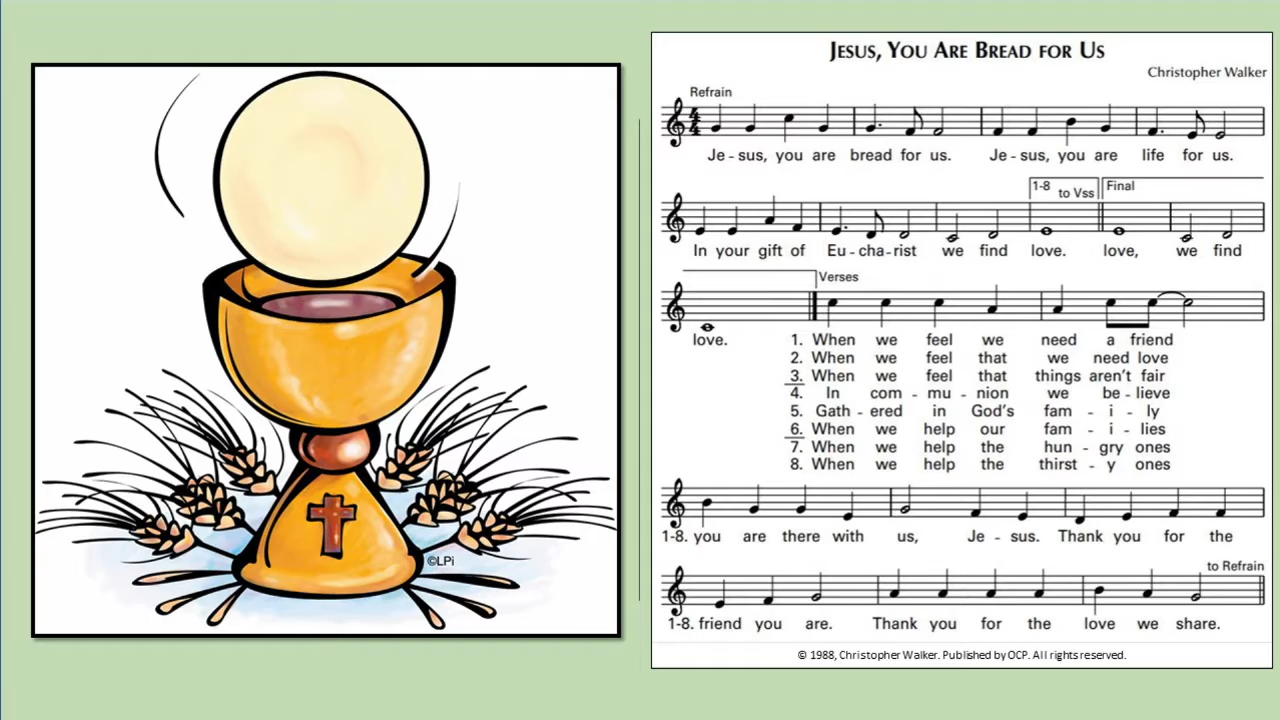 ©LPi
JESUS, YOU ARE BREAD FOR US
Christopher Walker
Refrain
Je - sus, you are bread for us. Je - sus, you are life for us.
1-8 to Vss Final
In your gift of Eu - cha - rist we find love. love, we find
Verses
love. 1. When we feel we need a friend
2. When we feel that we need love
3. When we feel that things aren't fair
4. In com - mu - nion we be - lieve
5. Gath - ered in God's fam - i - ly
6. When we help our fam - i - lies
7. When we help the hun - gry ones
8. When we help the thirst - y ones
1-8. you are there with us, Je - sus. Thank you for the
to Refrain
1-8. friend you are. Thank you for the love we share.
© 1988, Christopher Walker. Published by OCP. All rights reserved.